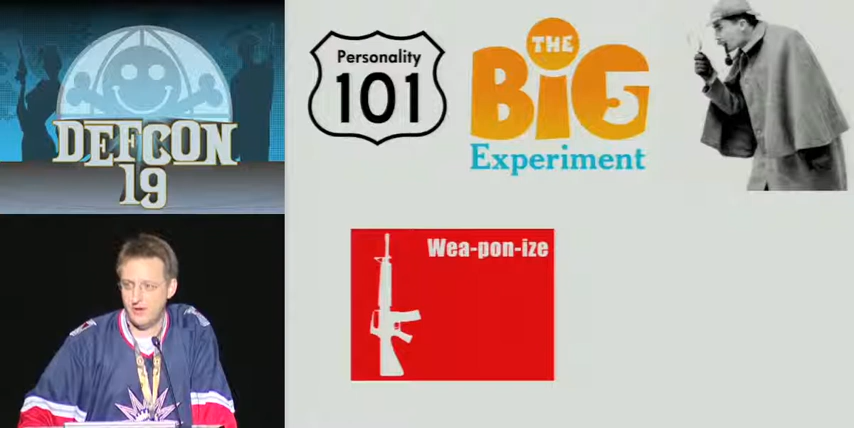 DEFCON
19
Personality
101
THE
BiG
5
Experiment
Wea-pon-ize